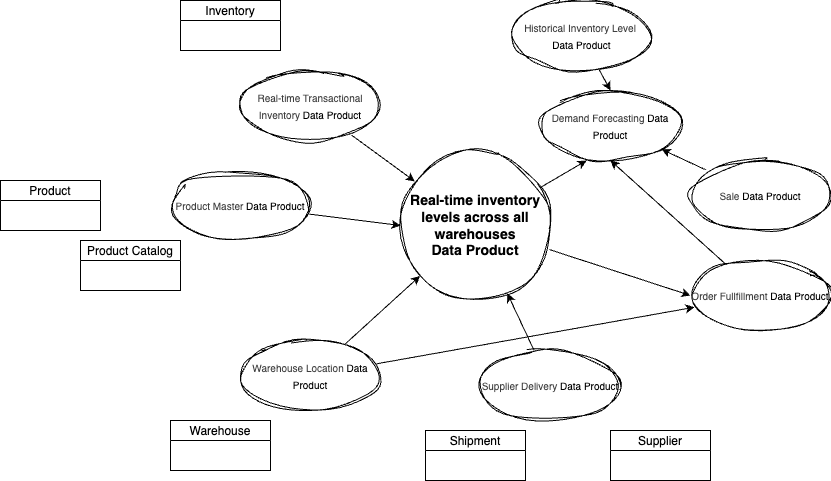 Inventory
Historical Inventory Level
Data Product
Real-time Transactional
Inventory Data Product
Demand Forecasting Data
Product
Product
Product Master Data Product
Real-time inventory
levels across all
warehouses
Data Product
Sale Data Product
Product Catalog
Order Fullfillment Data Product
Warehouse Location Data
Product
Supplier Delivery Data Product
Warehouse
Shipment
Supplier